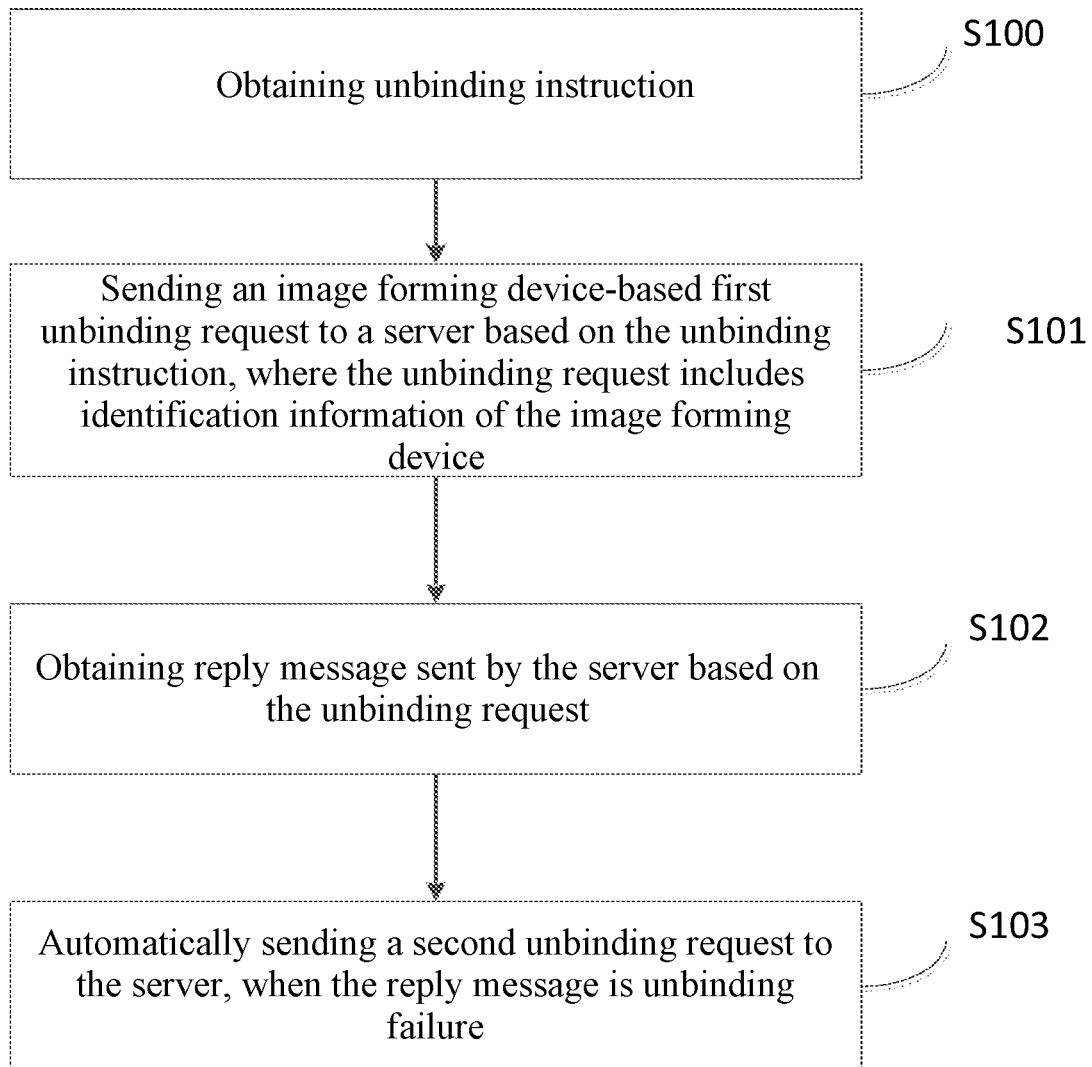 S100
Obtaining unbinding instruction
Sending an image forming device-based first
unbinding request to a server based on the unbinding
instruction, where the unbinding request includes
identification information of the image forming
device
S101
Obtaining reply message sent by the server based on
the unbinding request
S102
Automatically sending a second unbinding request to
the server, when the reply message is unbinding
failure
S103